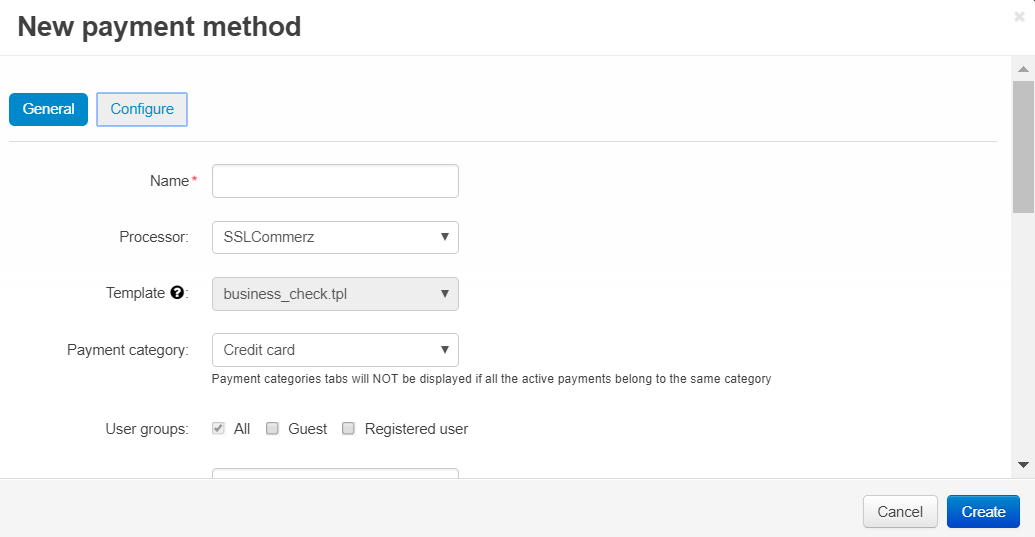 New payment method
General Configure
Name*
Processor: SSLCommerz
Template ?: business_check.tpl
Payment category: Credit card
Payment categories tabs will NOT be displayed if all the active payments belong to the same category
User groups: All Guest Registered user
Cancel Create